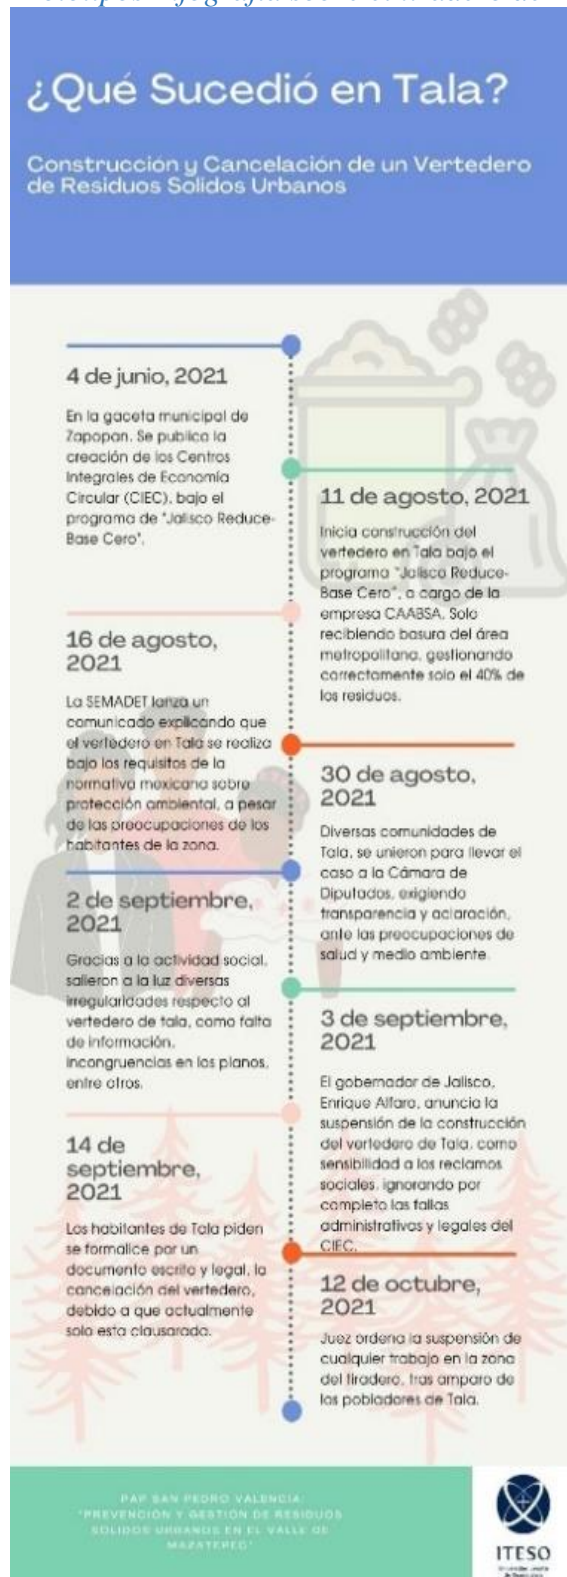 ¿Qué Sucedió en Tala?
Construcción y Cancelación de un Vertedero
de Residuos Solidos Urbanos
4 de junio, 2021
En la gaceta municipal de
Zapopan. Se publica la
creación de los Centros
Integrales de Economía
Circular (CIEC), bajo el
programa de "Jalisco Reduce-
Base Cero".
11 de agosto, 2021
Inicia construcción del
vertedero en Tala bajo el
programa "Jalisco Reduce-
Base Cero", a cargo de la
empresa CAABSA. Solo
recibiendo basura del área
metropolitana, gestionando
correctamente solo el 40% de
los residuos.
16 de agosto,
2021
La SEMADET lanza un
comunicado explicando que
el vertedero en Tala se realiza
bajo los requisitos de la
normativa mexicana sobre
protección ambiental, a pesar
de las preocupaciones de los
habitantes de la zona.
30 de agosto,
2021
Diversas comunidades de
Tala, se unieron para llevar el
caso a la Cámara de
Diputados, exigiendo
transparencia y aclaración,
ante las preocupaciones de
salud y medio ambiente
2 de septiembre,
2021
Gracias a la actividad social,
salieron a la luz diversas
irregularidades respecto al
vertedero de tala, como falta
de información,
incongruencias en los planos,
entre otros.
3 de septiembre,
2021
El gobernador de Jalisco,
Enrique Alfaro, anuncia la
suspensión de la construcción
del vertedero de Tala, como
sensibilidad a los reclamos
sociales, ignorando por
completo las fallas
administrativas y legales del
CIEC.
14 de
septiembre,
2021
Los habitantes de Tala piden
se formalice por un
documento escrito y legal, la
cancelación del vertedero,
debido a que actualmente
solo esta clausarada.
12 de octubre,
2021
Juez ordena la suspensión de
cualquier trabajo en la zona
del tiradero, tras amparo de
los pobladores de Tala.
PAP SAN PEDRO VALENCIA:
"PREVENCIÓN Y GESTIÓN DE RESIDUOS
SÓLIDOS URBANOS EN EL VALLE DE
MAZATEPEC"
ITESO